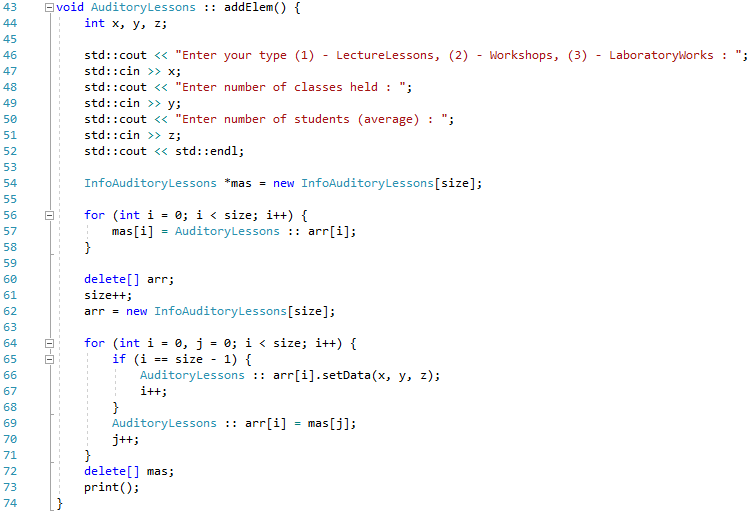 43 void AuditoryLessons :: addElem() {
44     int x, y, z;
45
46     std::cout << "Enter your type (1) - LectureLessons, (2) - Workshops, (3) - LaboratoryWorks : ";
47     std::cin >> x;
48     std::cout << "Enter number of classes held : ";
49     std::cin >> y;
50     std::cout << "Enter number of students (average) : ";
51     std::cin >> z;
52     std::cout << std::endl;
53
54     InfoAuditoryLessons *mas = new InfoAuditoryLessons[size];
55
56     for (int i = 0; i < size; i++) {
57         mas[i] = AuditoryLessons :: arr[i];
58     }
59
60     delete[] arr;
61     size++;
62     arr = new InfoAuditoryLessons[size];
63
64     for (int i = 0, j = 0; i < size; i++) {
65         if (i == size - 1) {
66             AuditoryLessons :: arr[i].setData(x, y, z);
67             i++;
68         }
69         AuditoryLessons :: arr[i] = mas[j];
70         j++;
71     }
72     delete[] mas;
73     print();
74 }